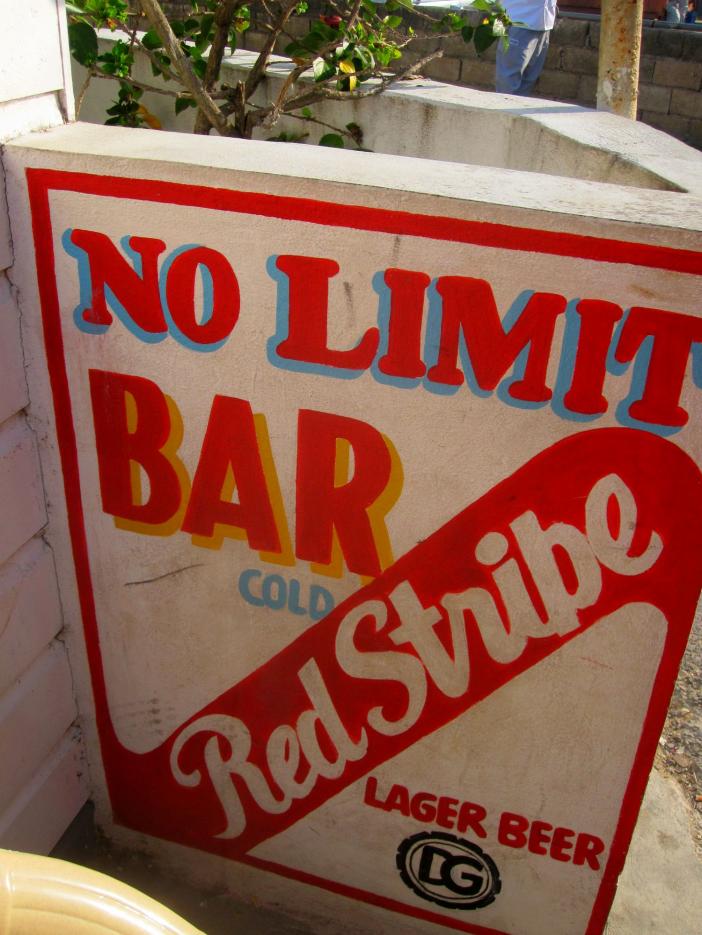 NO LIMIT
BAR
COLD
Red Stripe
LAGER BEER
DG